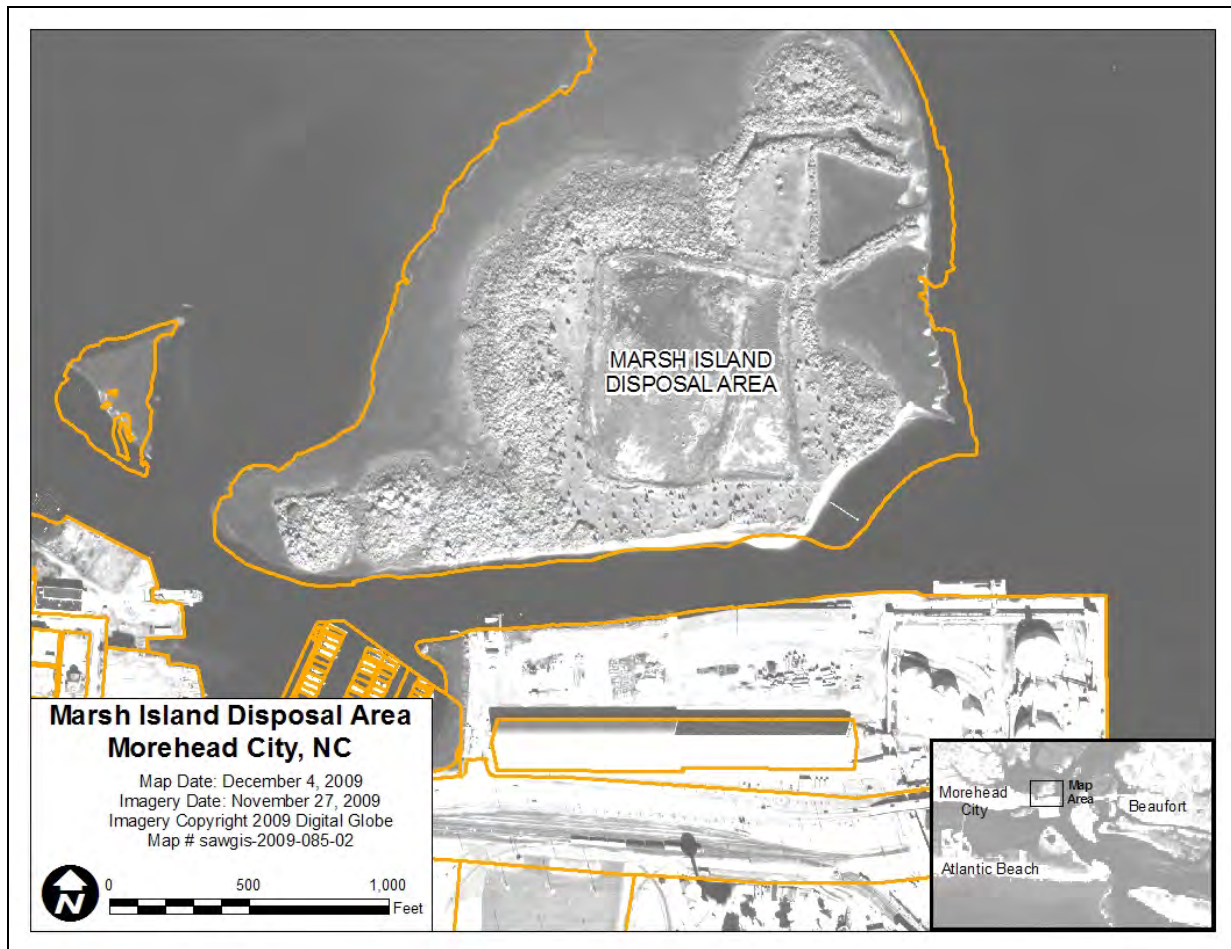 MARSH ISLAND
DISPOSAL AREA
Marsh Island Disposal Area
Morehead City, NC
Map Date: December 4, 2009
Imagery Date: November 27, 2009
Imagery Copyright 2009 Digital Globe
Map # sawgis-2009-085-02
N
0 500 1,000
Feet
Morehead
City
Map
Area
Beaufort
Atlantic Beach